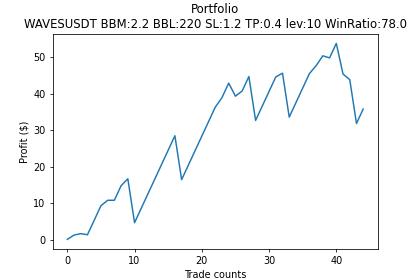 Portfolio
WAVESUSDT BBM:2.2 BBL:220 SL:1.2 TP:0.4 lev:10 WinRatio:78.0
Profit ($)
50
40
30
20
10
0
0 10 20 30 40
Trade counts